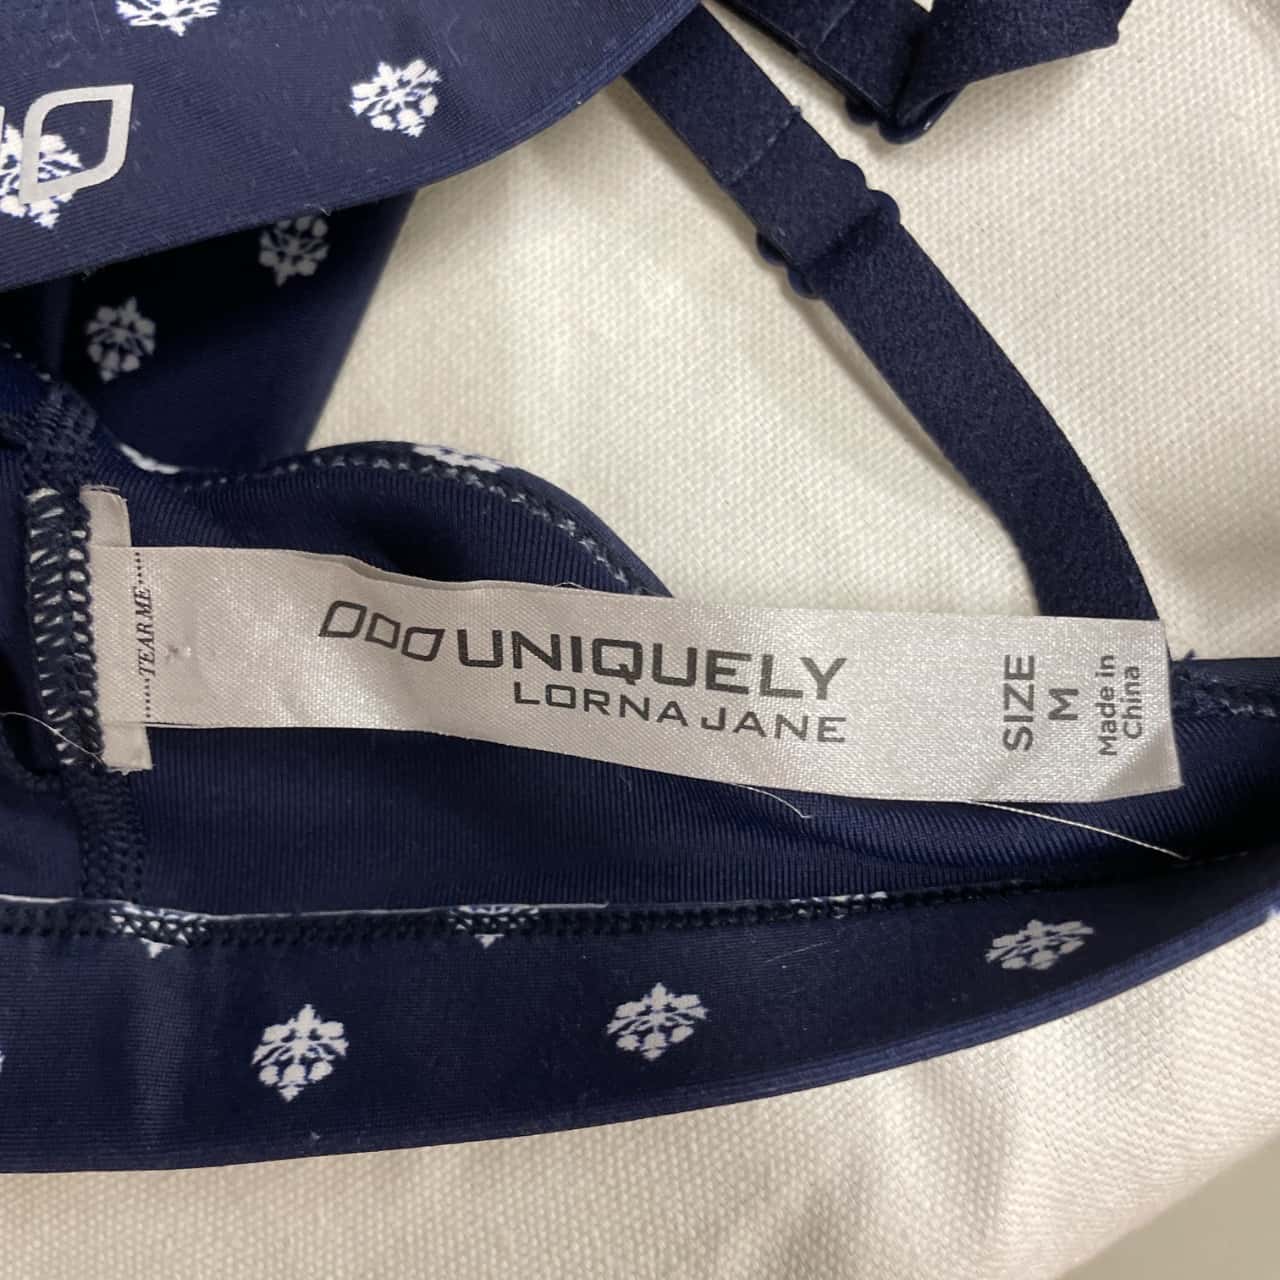 TEAR ME
UNIQUELY
LORNA JANE
SIZE
M
Made in
China